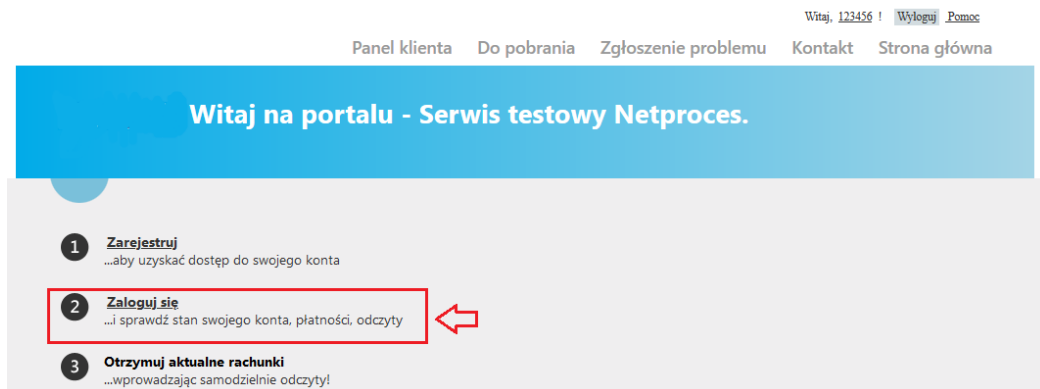 Witaj, 123456 ! Wyloguj Pomoc
Panel klienta Do pobrania Zgłoszenie problemu Kontakt Strona główna
Witaj na portalu - Serwis testowy Netproces.
1 Zarejestruj
...aby uzyskać dostęp do swojego konta
2 Zaloguj się
...i sprawdź stan swojego konta, płatności, odczyty
3 Otrzymuj aktualne rachunki
...wprowadzając samodzielnie odczyty!